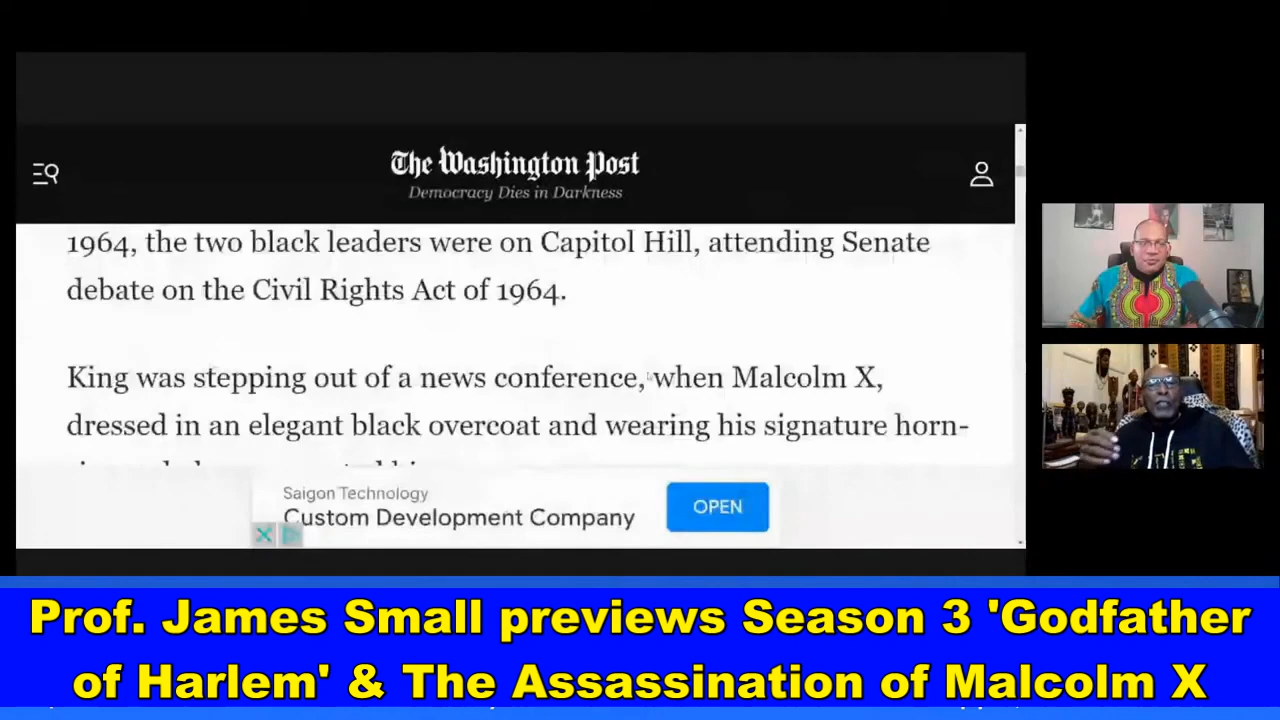 The Washington Post
Democracy Dies in Darkness
1964, the two black leaders were on Capitol Hill, attending Senate
debate on the Civil Rights Act of 1964.
King was stepping out of a news conference, when Malcolm X,
dressed in an elegant black overcoat and wearing his signature horn-
Saigon Technology
Custom Development Company
OPEN
Prof. James Small previews Season 3 'Godfather
of Harlem' & The Assassination of Malcolm X